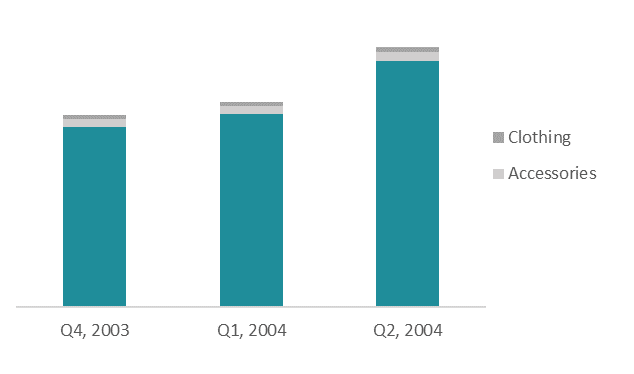 Clothing
Accessories
Q4, 2003
Q1, 2004
Q2, 2004